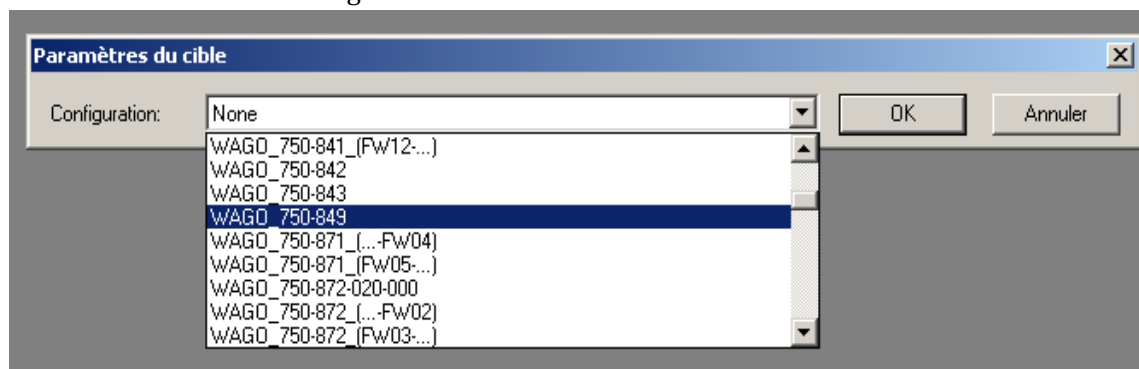 Paramètres du cible
Configuration: None OK Annuler
WAGO_750-841_(FW12-...)
WAGO_750-842
WAGO_750-843
WAGO_750-849
WAGO_750-871_(...-FW04)
WAGO_750-871_(FW05-...)
WAGO_750-872-020-000
WAGO_750-872_(...-FW02)
WAGO_750-872_(FW03-...)